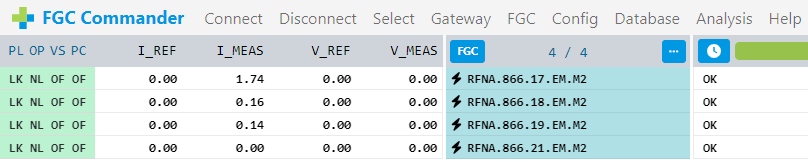 FGC Commander Connect Disconnect Select Gateway FGC Config Database Analysis Help
PL OP VS PC I_REF I_MEAS V_REF V_MEAS FGC 4 / 4 ...
LK NL OF OF 0.00 1.74 0.00 0.00 RFNA.866.17.EM.M2 OK
LK NL OF OF 0.00 0.16 0.00 0.00 RFNA.866.18.EM.M2 OK
LK NL OF OF 0.00 0.14 0.00 0.00 RFNA.866.19.EM.M2 OK
LK NL OF OF 0.00 0.00 0.00 0.00 RFNA.866.21.EM.M2 OK